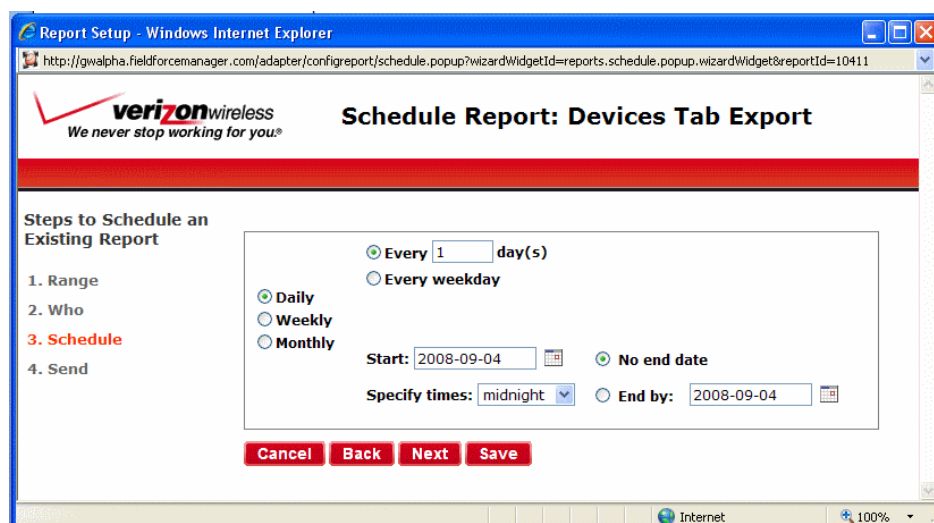 Report Setup - Windows Internet Explorer
http://gwalpha.fieldforcemanager.com/adapter/configreport/schedule.popup?wizardWidgetId=reports.schedule.popup.wizardWidget&reportId=10411
verizonwireless
We never stop working for you.®
Schedule Report: Devices Tab Export
Steps to Schedule an
Existing Report
1. Range
2. Who
3. Schedule
4. Send
Every 1 day(s)
Every weekday
Daily
Weekly
Monthly
Start: 2008-09-04 No end date
Specify times: midnight End by: 2008-09-04
Cancel Back Next Save
Internet 100%